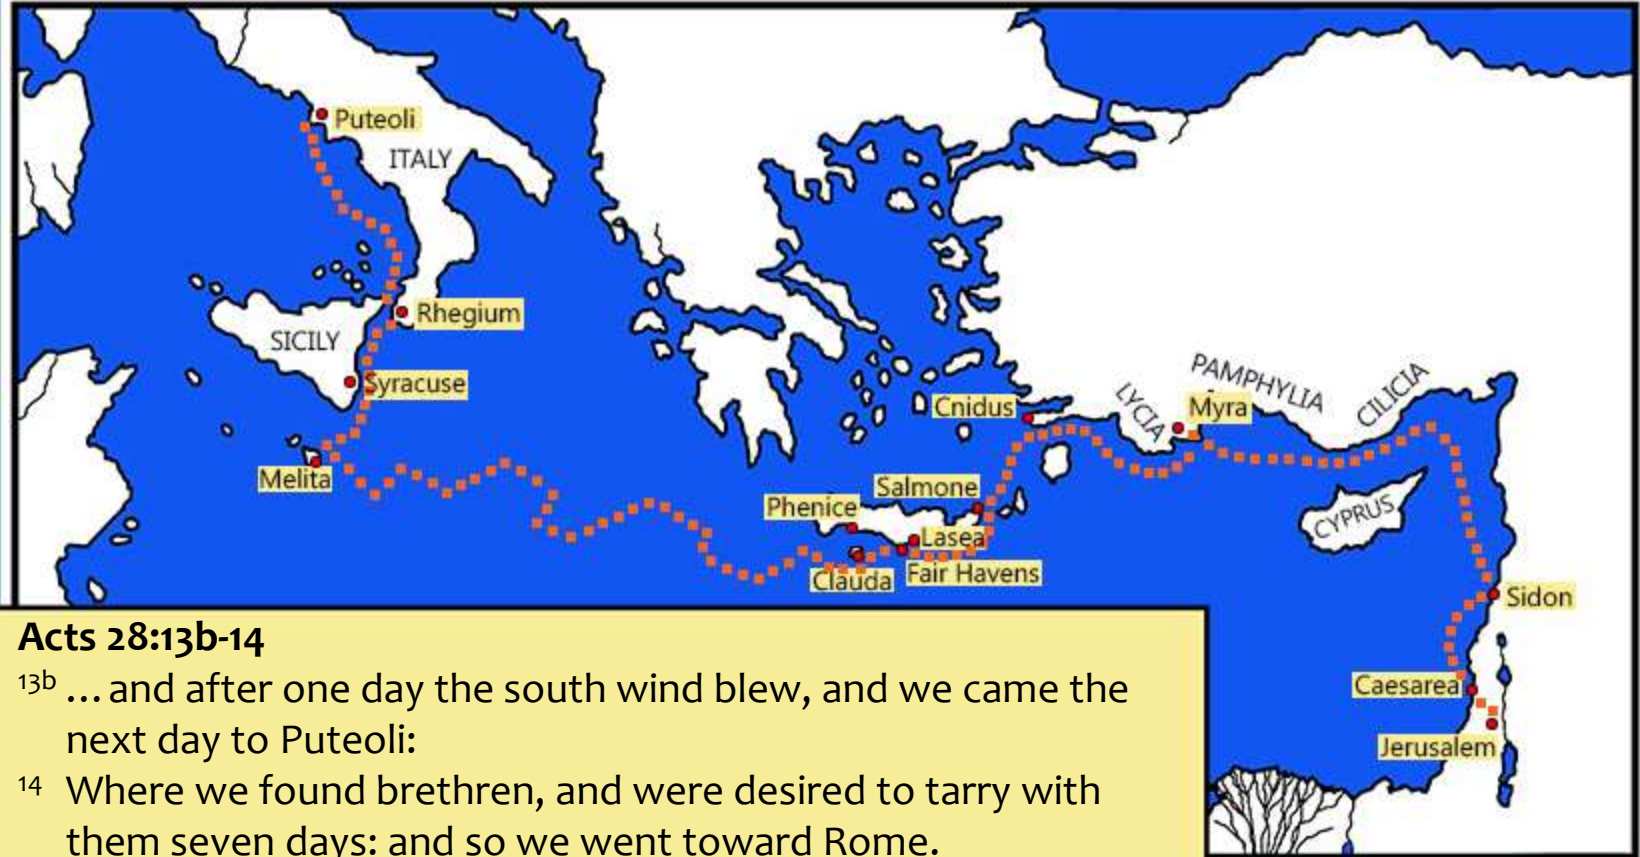 Puteoli
ITALY
Rhegium
SICILY
Syracuse
Melita
Cnidus
LYCIA
PAMPHYLIA
Myra
CILICIA
Salmone
Phenice
Lasea
Clauda
Fair Havens
CYPRUS
Sidon
Caesarea
Jerusalem
Acts 28:13b-14
13b ...and after one day the south wind blew, and we came the
next day to Puteoli:
14 Where we found brethren, and were desired to tarry with
them seven days: and so we went toward Rome.